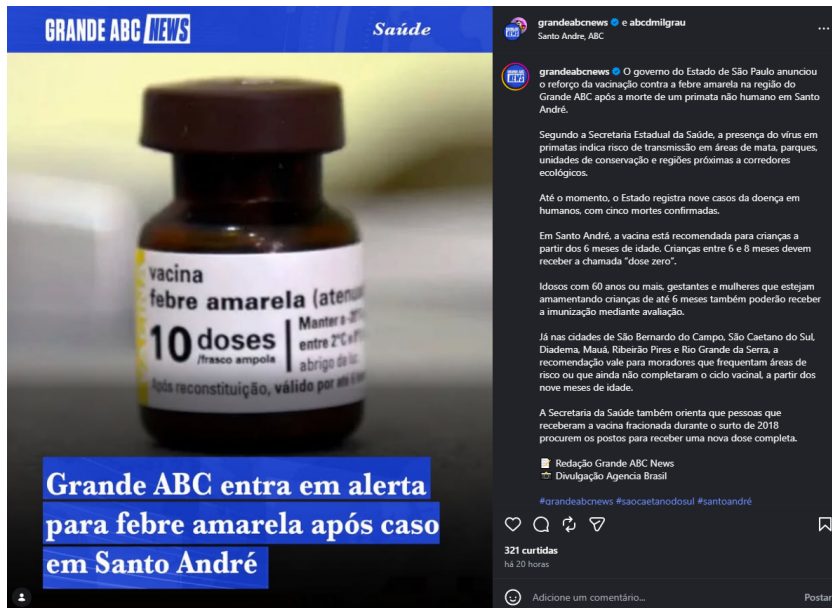 GRANDE ABC NEWS
Saúde
vacina
febre amarela
10 doses
/frasco ampola
Manter a
entre 2°C e
abrigo da luz
Após reconstituição, válido por até 6
Grande ABC entra em alerta
para febre amarela após caso
em Santo André
grandeabcnews e abcdmilgrau
Santo Andre, ABC
grandeabcnews O governo do Estado de São Paulo anunciou
o reforço da vacinação contra a febre amarela na região do
Grande ABC após a morte de um primata não humano em Santo
André.
Segundo a Secretaria Estadual da Saúde, a presença do vírus em
primatas indica risco de transmissão em áreas de mata, parques,
unidades de conservação e regiões próximas a corredores
ecológicos.
Até o momento, o Estado registra nove casos da doença em
humanos, com cinco mortes confirmadas.
Em Santo André, a vacina está recomendada para crianças a
partir dos 6 meses de idade. Crianças entre 6 e 8 meses devem
receber a chamada “dose zero”.
Idosos com 60 anos ou mais, gestantes e mulheres que estejam
amamentando crianças de até 6 meses também poderão receber
a imunização mediante avaliação.
Já nas cidades de São Bernardo do Campo, São Caetano do Sul,
Diadema, Mauá, Ribeirão Pires e Rio Grande da Serra, a
recomendação vale para moradores que frequentam áreas de
risco ou que ainda não completaram o ciclo vacinal, a partir dos
nove meses de idade.
A Secretaria da Saúde também orienta que pessoas que
receberam a vacina fracionada durante o surto de 2018
procurem os postos para receber uma nova dose completa.
Redação Grande ABC News
Divulgação Agencia Brasil
#grandeabcnews #saocaetanodosul #santoandré
321 curtidas
há 20 horas
Adicione um comentário...
Postar